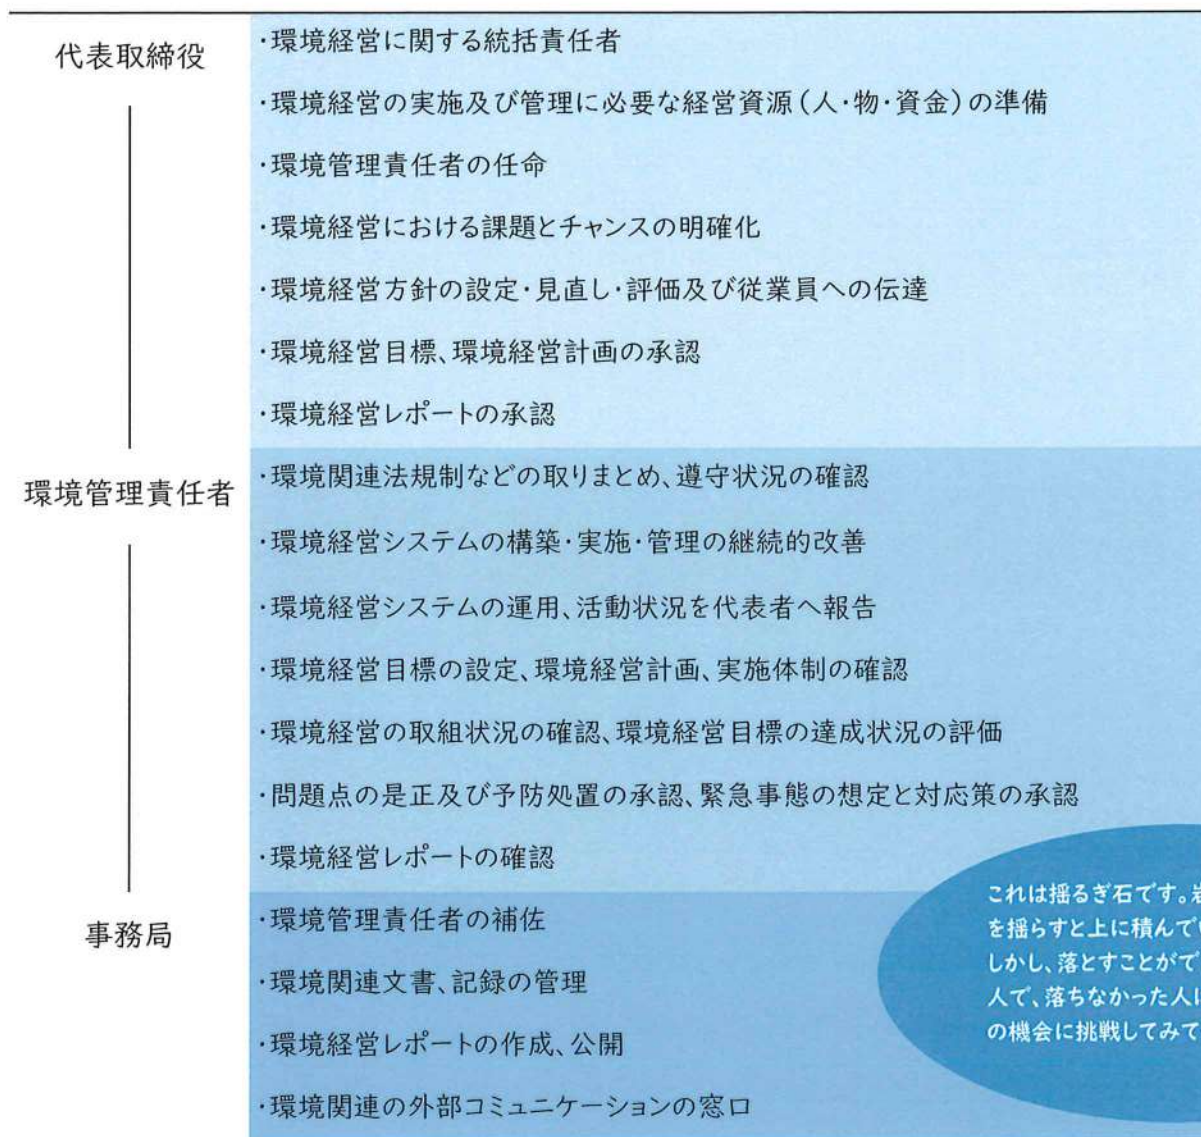 代表取締役
・環境経営に関する統括責任者
・環境経営の実施及び管理に必要な経営資源(人・物・資金)の準備
・環境管理責任者の任命
・環境経営における課題とチャンスの明確化
・環境経営方針の設定・見直し・評価及び従業員への伝達
・環境経営目標、環境経営計画の承認
・環境経営レポートの承認
環境管理責任者
・環境関連法規制などの取りまとめ、遵守状況の確認
・環境経営システムの構築・実施・管理の継続的改善
・環境経営システムの運用、活動状況を代表者へ報告
・環境経営目標の設定、環境経営計画、実施体制の確認
・環境経営の取組状況の確認、環境経営目標の達成状況の評価
・問題点の是正及び予防処置の承認、緊急事態の想定と対応策の承認
・環境経営レポートの確認
事務局
・環境管理責任者の補佐
・環境関連文書、記録の管理
・環境経営レポートの作成、公開
・環境関連の外部コミュニケーションの窓口
これは揺るぎ石です。岩
を揺らすと上に積んで
しかし、落とすことがで
人で、落ちなかった人に
の機会に挑戦してみて